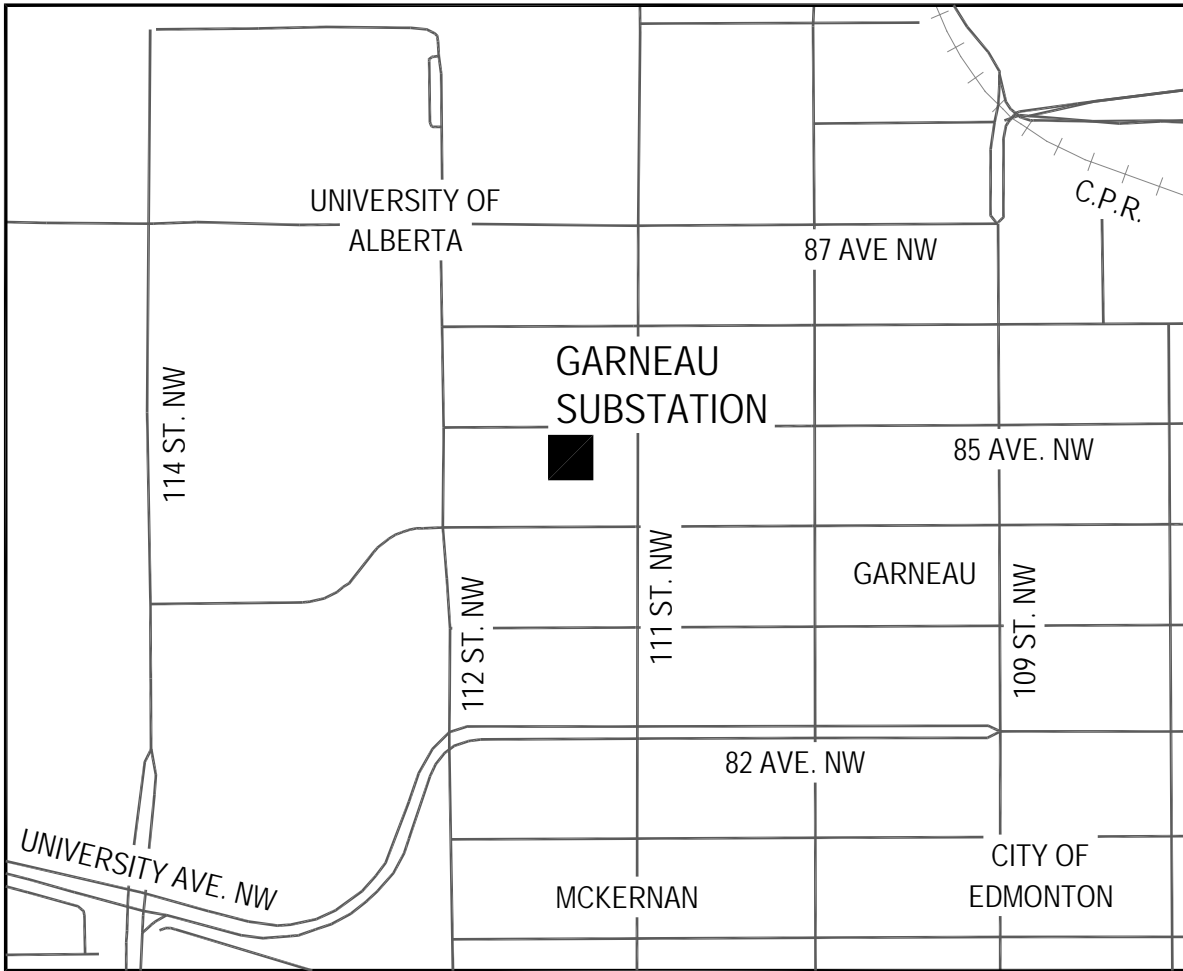 UNIVERSITY OF
ALBERTA
C.P.R.
87 AVE NW
GARNEAU
SUBSTATION
114 ST. NW
85 AVE. NW
111 ST. NW
GARNEAU
112 ST. NW
109 ST. NW
82 AVE. NW
UNIVERSITY AVE. NW
MCKERNAN
CITY OF
EDMONTON